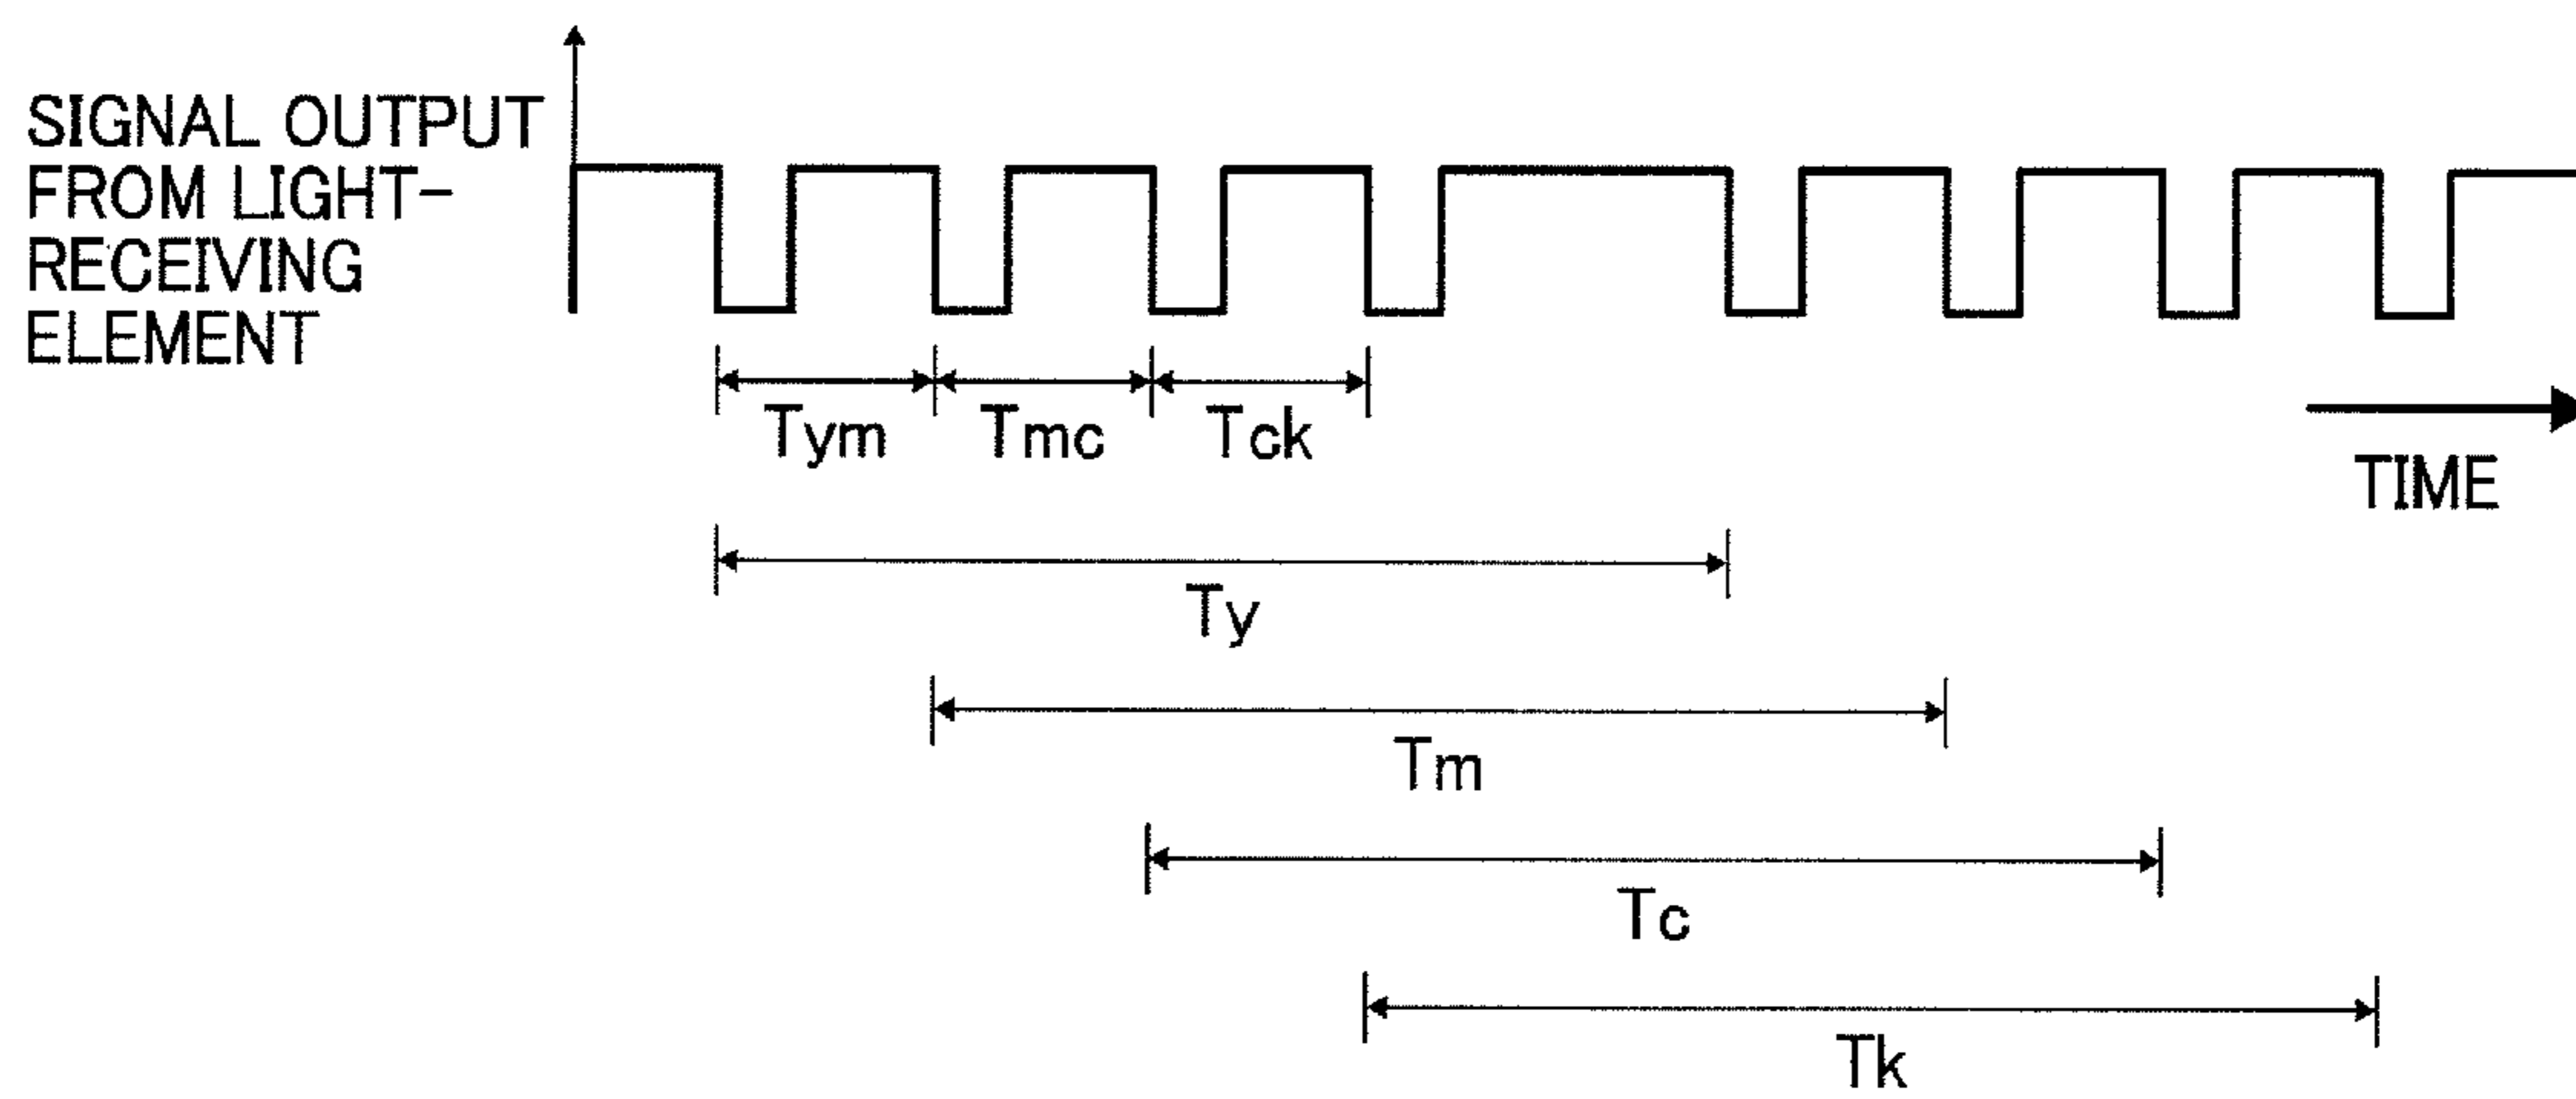 SIGNAL OUTPUT
FROM LIGHT-
RECEIVING
ELEMENT
Tym Tmc Tck
TIME
Ty
Tm
Tc
Tk